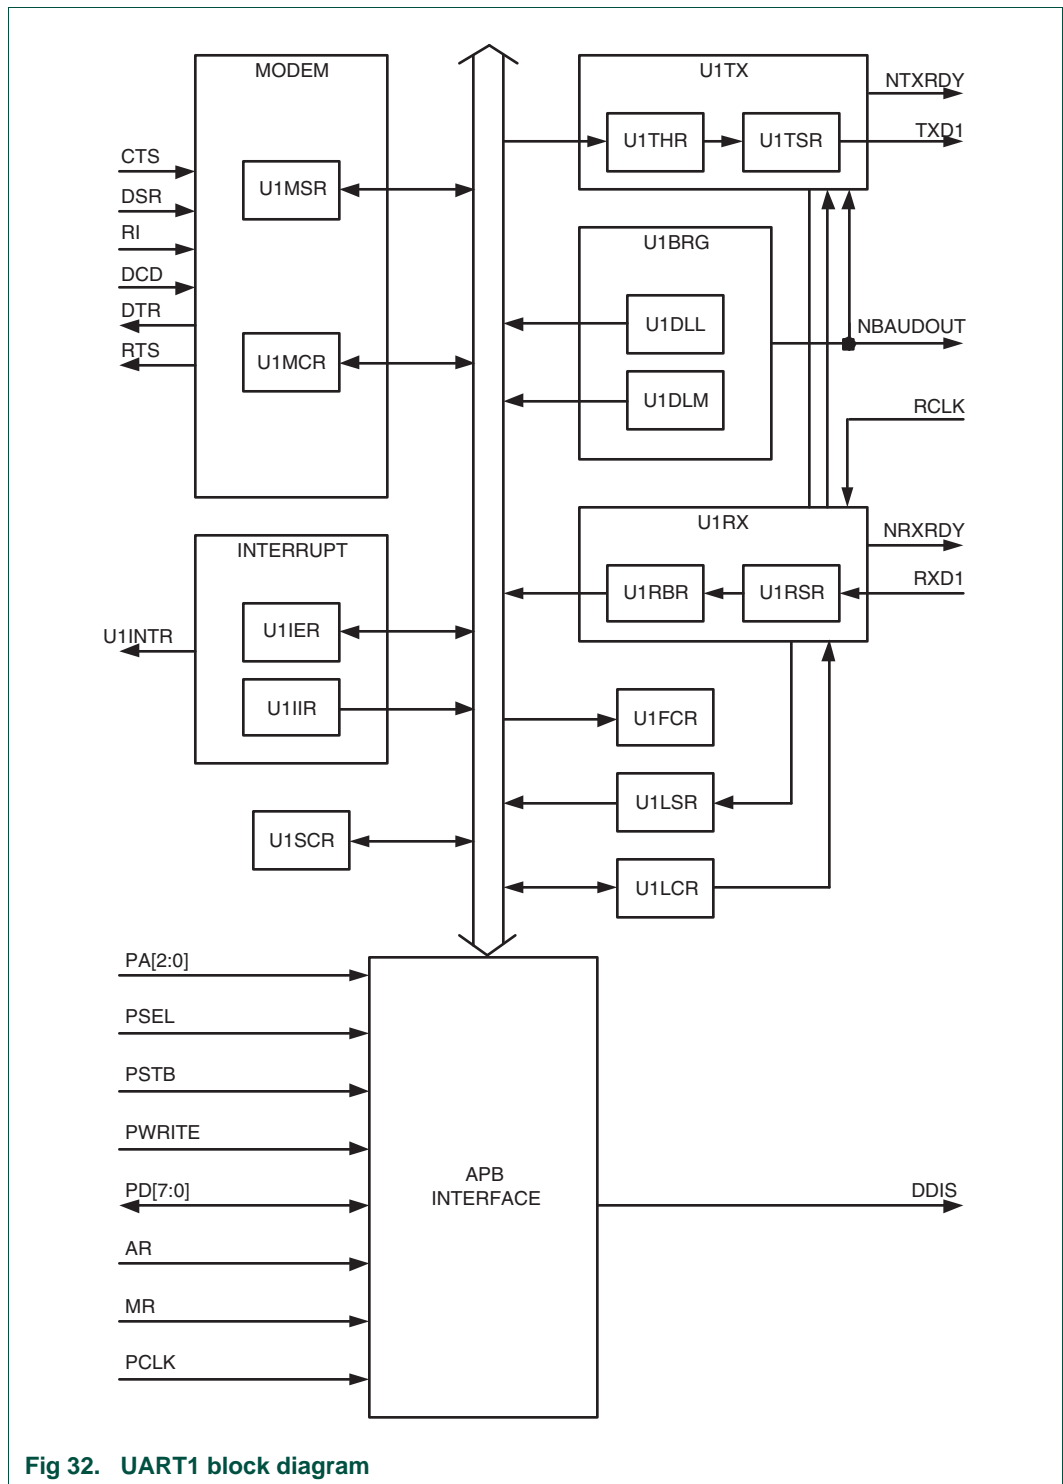 MODEM
U1TX
NTXRDY
U1THR
U1TSR
TXD1
CTS
U1MSR
DSR
RI
U1BRG
DCD
DTR
U1DLL
NBAUDOUT
RTS
U1MCR
U1DLM
RCLK
U1RX
NRXRDY
INTERRUPT
U1RBR
U1RSR
RXD1
U1INTR
U1IER
U1IIR
U1FCR
U1LSR
U1SCR
U1LCR
PA[2:0]
PSEL
PSTB
PWRITE
APB
INTERFACE
PD[7:0]
DDIS
AR
MR
PCLK
Fig 32. UART1 block diagram